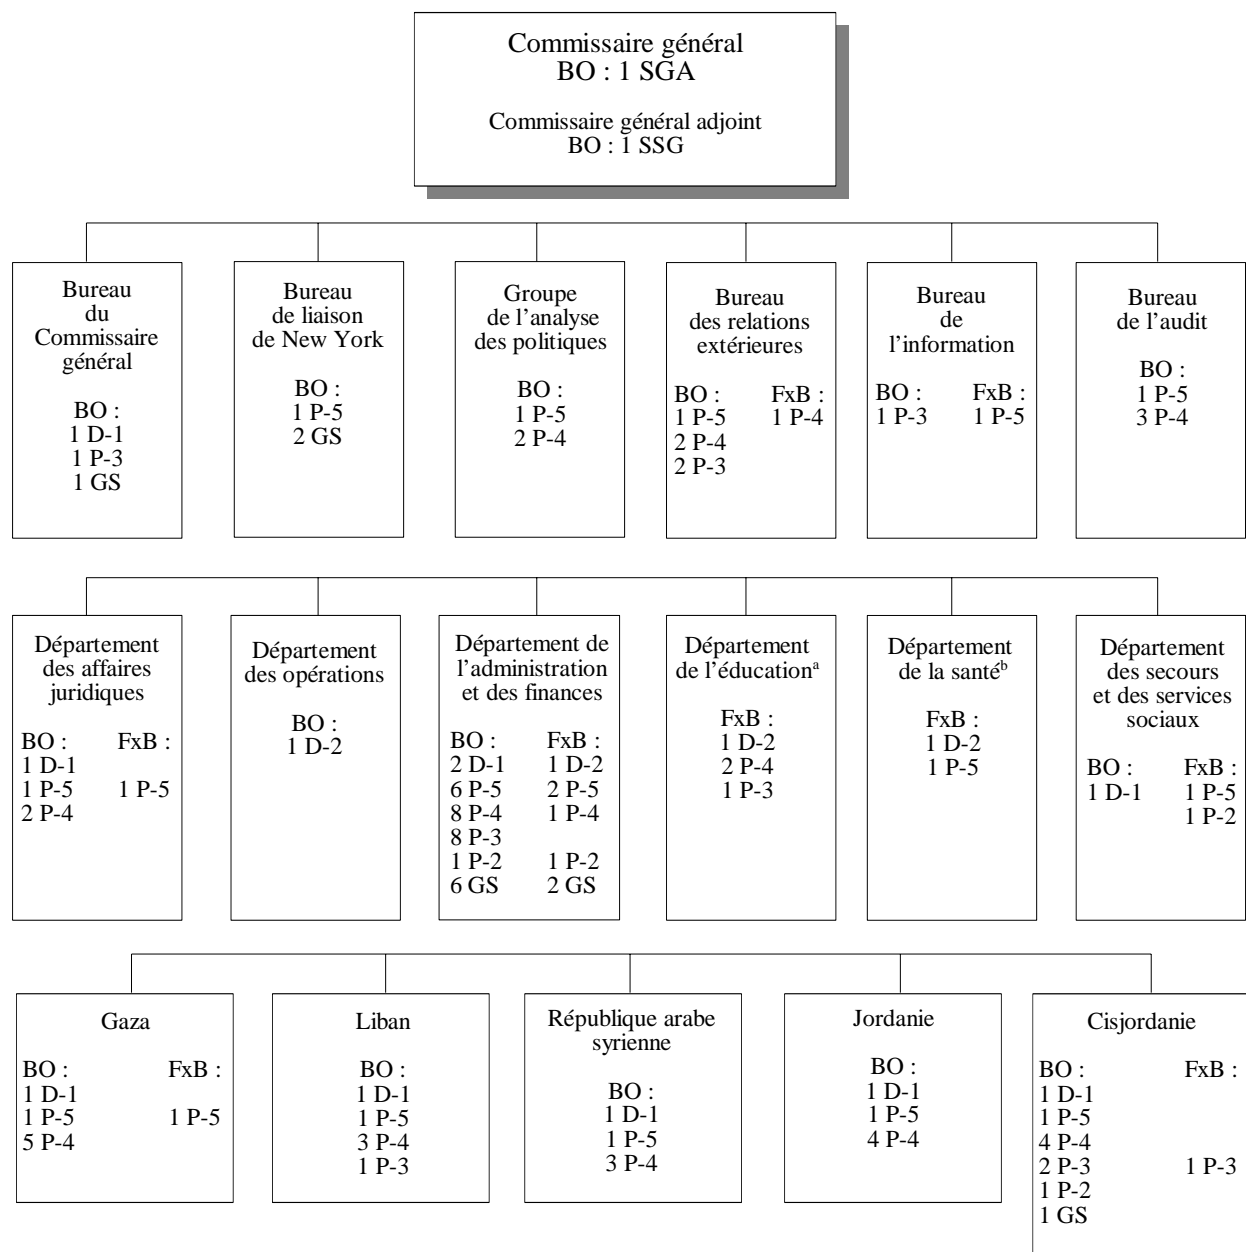 Commissaire général
BO : 1 SGA
Commissaire général adjoint
BO : 1 SSG
Bureau
du
Commissaire
général
BO :
1 D-1
1 P-3
1 GS
Bureau
de liaison
de New York
BO :
1 P-5
2 GS
Groupe
de l’analyse
des politiques
BO :
1 P-5
2 P-4
Bureau
des relations
extérieures
BO : FxB :
1 P-5 1 P-4
2 P-4
2 P-3
Bureau
de
l’information
BO : FxB :
1 P-3 1 P-5
Bureau
de l’audit
BO :
1 P-5
3 P-4
Département
des affaires
juridiques
BO : FxB :
1 D-1
1 P-5 1 P-5
2 P-4
Département
des opérations
BO :
1 D-2
Département de
l’administration
et des finances
BO : FxB :
2 D-1 1 D-2
6 P-5 2 P-5
8 P-4 1 P-4
8 P-3
1 P-2 1 P-2
6 GS 2 GS
Département
de l’éducationᵃ
FxB :
1 D-2
2 P-4
1 P-3
Département
de la santéᵇ
FxB :
1 D-2
1 P-5
Département
des secours
et des services
sociaux
BO : FxB :
1 D-1 1 P-5
1 P-2
Gaza
BO : FxB :
1 D-1
1 P-5 1 P-5
5 P-4
Liban
BO :
1 D-1
1 P-5
3 P-4
1 P-3
République arabe
syrienne
BO :
1 D-1
1 P-5
3 P-4
Jordanie
BO :
1 D-1
1 P-5
4 P-4
Cisjordanie
BO : FxB :
1 D-1
1 P-5
4 P-4
2 P-3 1 P-3
1 P-2
1 GS